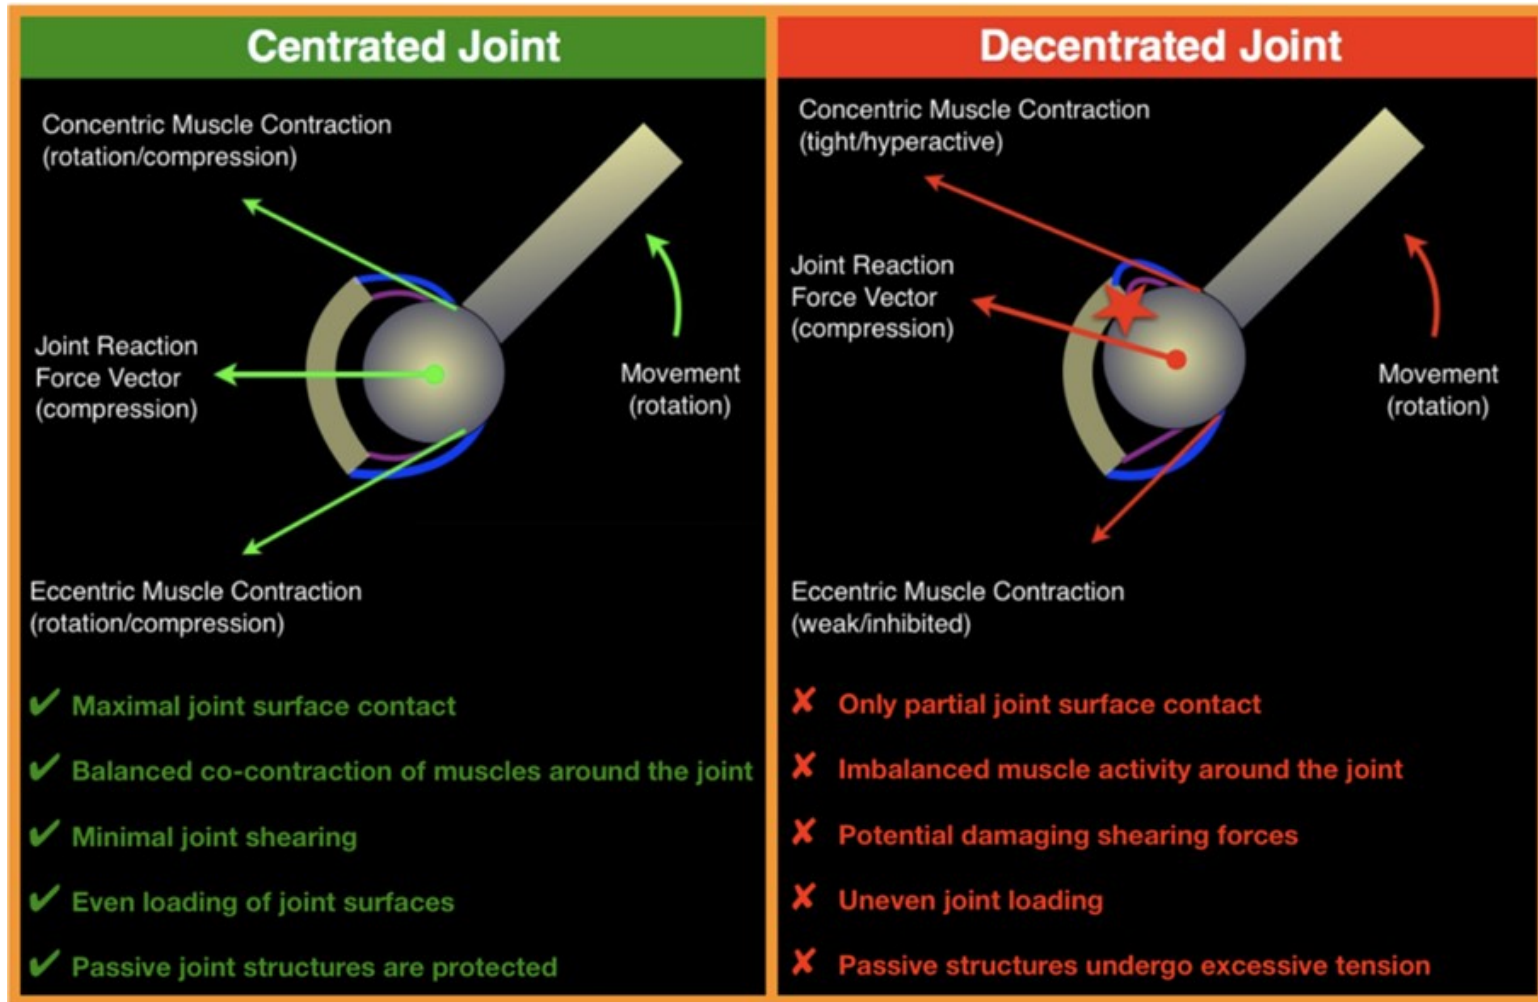 Centrated Joint
Concentric Muscle Contraction
(rotation/compression)
Joint Reaction
Force Vector
(compression)
Movement
(rotation)
Eccentric Muscle Contraction
(rotation/compression)
✔ Maximal joint surface contact
✔ Balanced co-contraction of muscles around the joint
✔ Minimal joint shearing
✔ Even loading of joint surfaces
✔ Passive joint structures are protected
Decentrated Joint
Concentric Muscle Contraction
(tight/hyperactive)
Joint Reaction
Force Vector
(compression)
Movement
(rotation)
Eccentric Muscle Contraction
(weak/inhibited)
✘ Only partial joint surface contact
✘ Imbalanced muscle activity around the joint
✘ Potential damaging shearing forces
✘ Uneven joint loading
✘ Passive structures undergo excessive tension